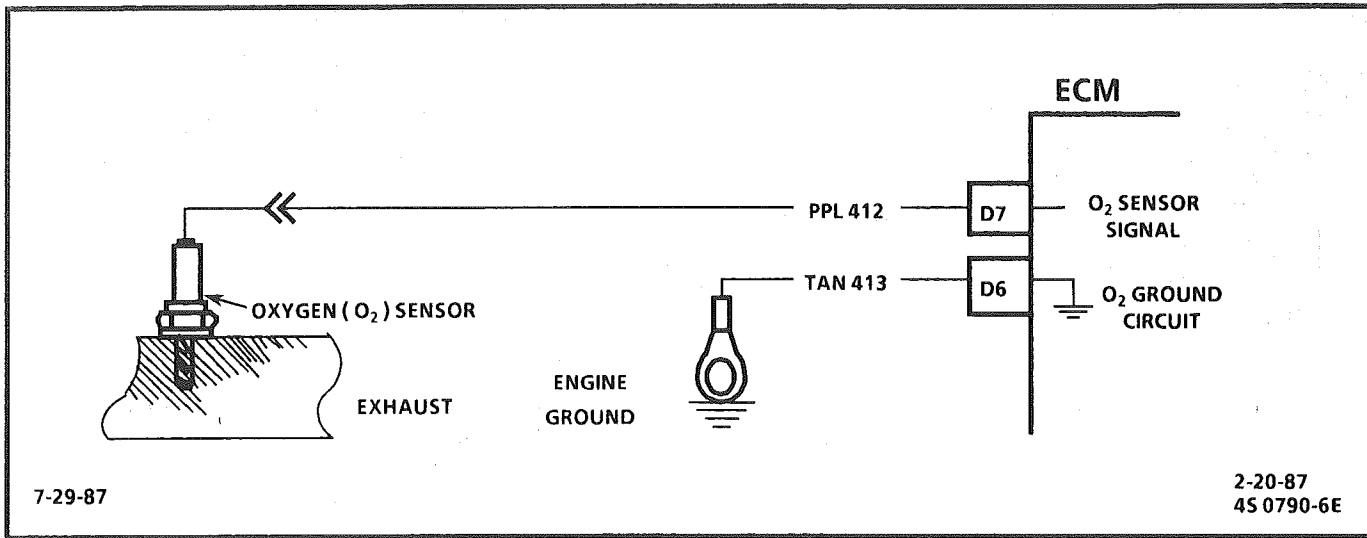 ECM
PPL 412
D7
O₂ SENSOR
SIGNAL
TAN 413
D6
O₂ GROUND
CIRCUIT
OXYGEN ( O₂ ) SENSOR
ENGINE
GROUND
EXHAUST
7-29-87
2-20-87
4S 0790-6E